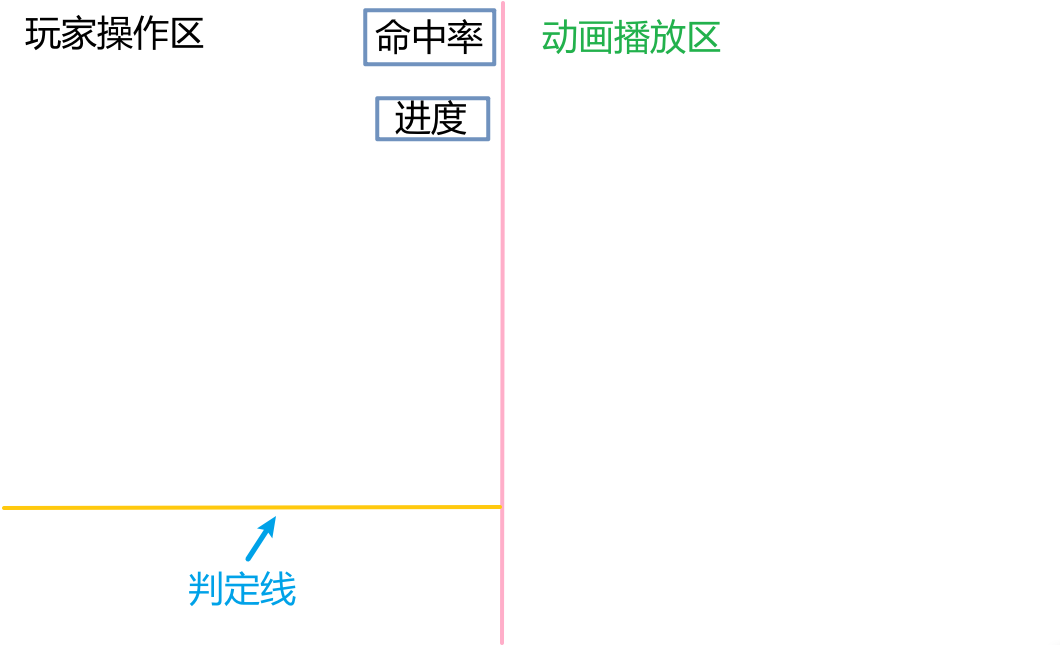 玩家操作区
命中率
动画播放区
进度
判定线